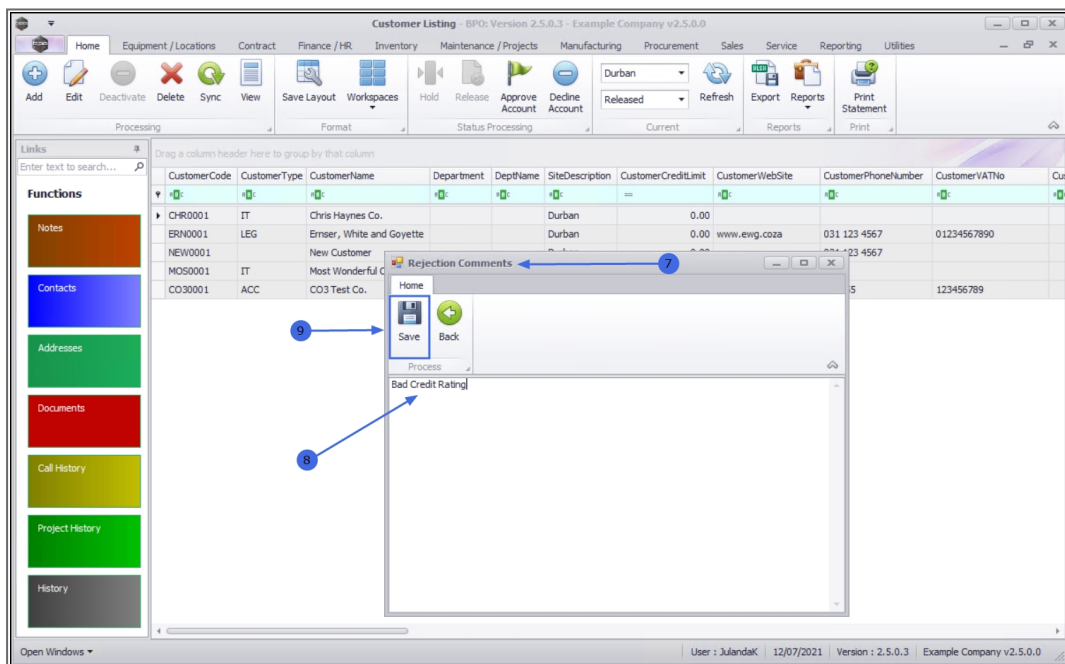 Customer Listing - BPO: Version 2.5.0.3 - Example Company v2.5.0.0
Home Equipment / Locations Contract Finance / HR Inventory Maintenance / Projects Manufacturing Procurement Sales Service Reporting Utilities
Add Edit Deactivate Delete Sync View Save Layout Workspaces Hold Release Approve Account Decline Account Durban Released Refresh Export Reports Print Statement
Processing Format Status Processing Current Reports Print
Links
Enter text to search...
Functions
Notes
Contacts
Addresses
Documents
Call History
Project History
History
Drag a column header here to group by that column
CustomerCode CustomerType CustomerName Department DeptName SiteDescription CustomerCreditLimit CustomerWebSite CustomerPhoneNumber CustomerVATNo Cu
CHR0001 IT Chris Haynes Co. Durban 0.00
ERN0001 LEG Ernser, White and Goyette Durban 0.00 www.ewg.coza 031 123 4567 01234567890
NEW0001 New Customer
MOS0001 IT Most Wonderful
CO30001 ACC CO3 Test Co. 123456789
Rejection Comments 7
Home
9 Save Back
Process
Bad Credit Rating
8
Open Windows User : JulandaK 12/07/2021 Version : 2.5.0.3 Example Company v2.5.0.0